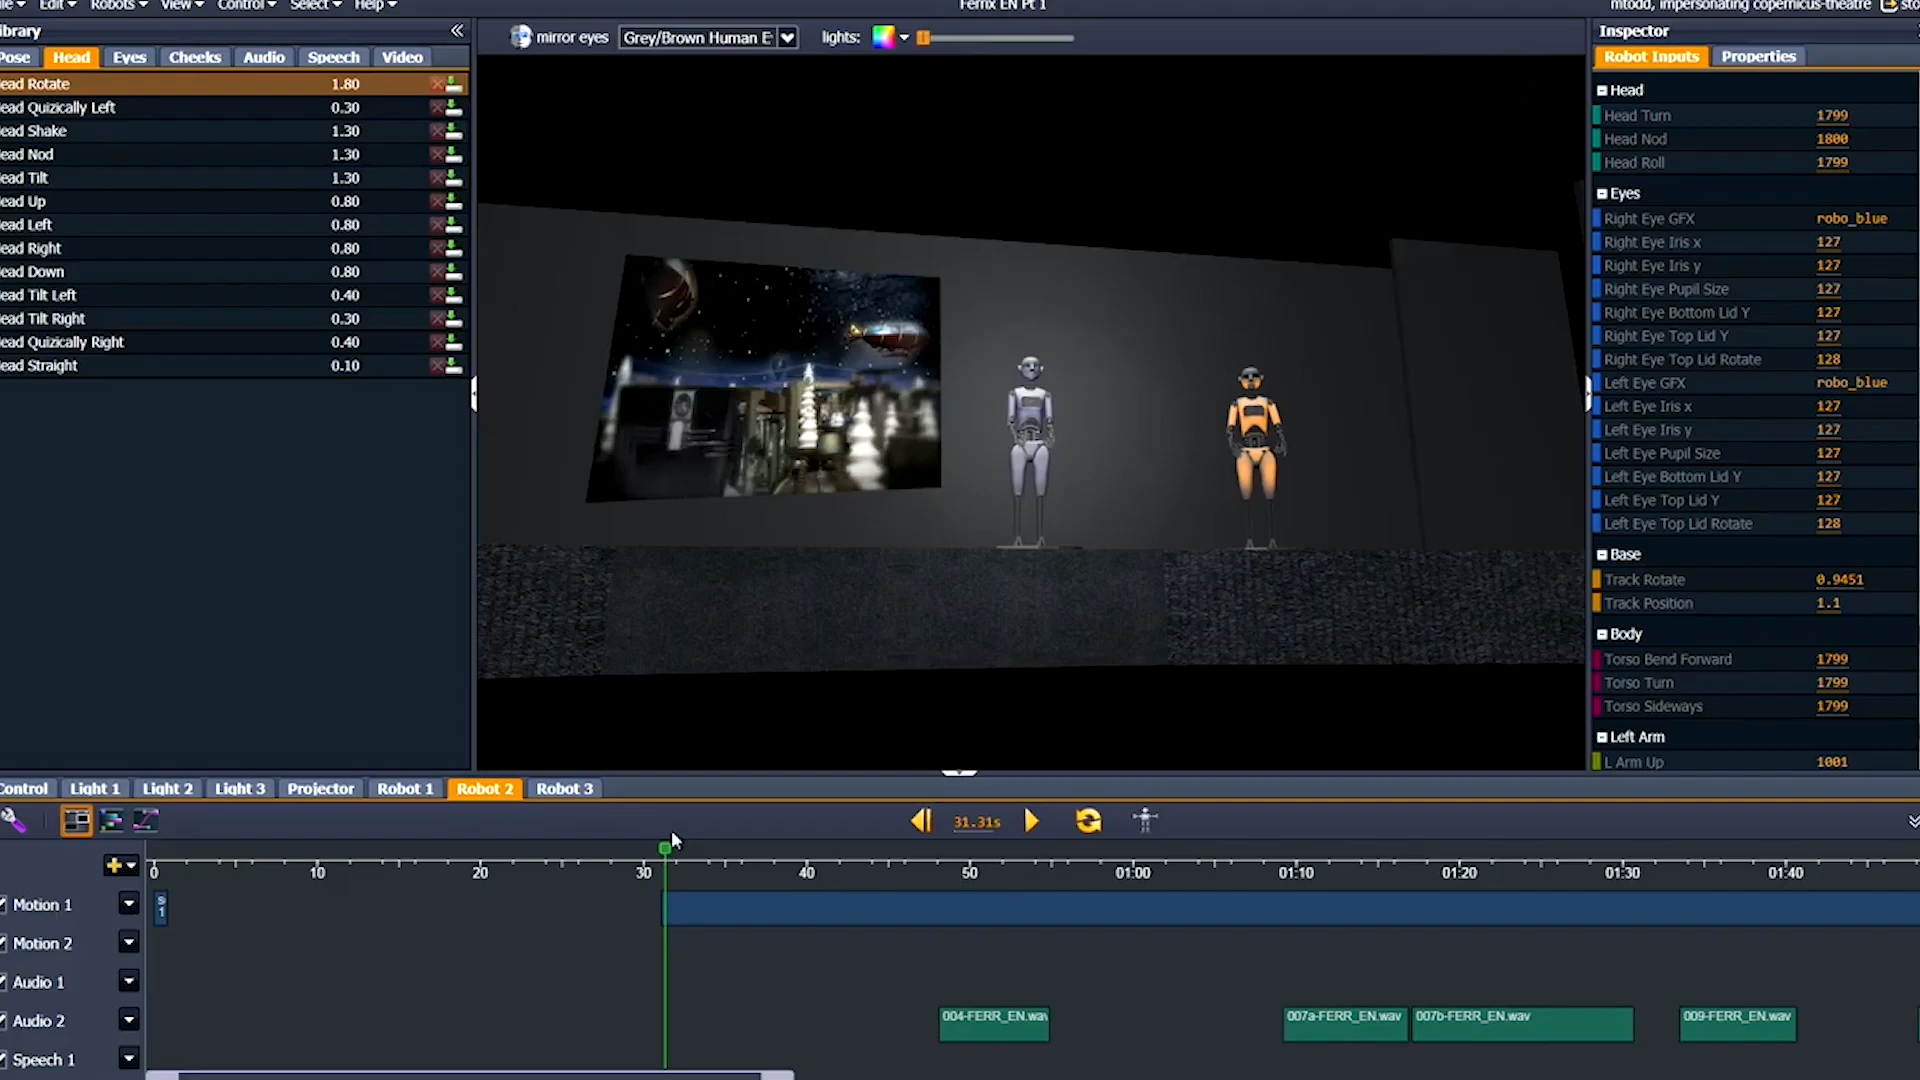 ile Edit Robots View Control Select Help
Ferrix EN Pt 1
mtodd, impersonating copernicus-theatre
ibrary
Pose Head Eyes Cheeks Audio Speech Video
ead Rotate 1.80
ead Quizically Left 0.30
ead Shake 1.30
ead Nod 1.30
ead Tilt 1.30
ead Up 0.80
ead Left 0.80
ead Right 0.80
ead Down 0.80
ead Tilt Left 0.40
ead Tilt Right 0.30
ead Quizically Right 0.40
ead Straight 0.10
mirror eyes Grey/Brown Human E lights:
Inspector
Robot Inputs Properties
Head
Head Turn 1799
Head Nod 1800
Head Roll 1799
Eyes
Right Eye GFX robo_blue
Right Eye Iris x 127
Right Eye Iris y 127
Right Eye Pupil Size 127
Right Eye Bottom Lid Y 127
Right Eye Top Lid Y 127
Right Eye Top Lid Rotate 128
Left Eye GFX robo_blue
Left Eye Iris x 127
Left Eye Iris y 127
Left Eye Pupil Size 127
Left Eye Bottom Lid Y 127
Left Eye Top Lid Y 127
Left Eye Top Lid Rotate 128
Base
Track Rotate 0.9451
Track Position 1.1
Body
Torso Bend Forward 1799
Torso Turn 1799
Torso Sideways 1799
Left Arm
L Arm Up 1001
Control Light 1 Light 2 Light 3 Projector Robot 1 Robot 2 Robot 3
31.31s
0 10 20 30 40 50 01:00 01:10 01:20 01:30 01:40
Motion 1
S
1
Motion 2
Audio 1
Audio 2
004-FERR_EN.wav 007a-FERR_EN.wav 007b-FERR_EN.wav 009-FERR_EN.wav
Speech 1